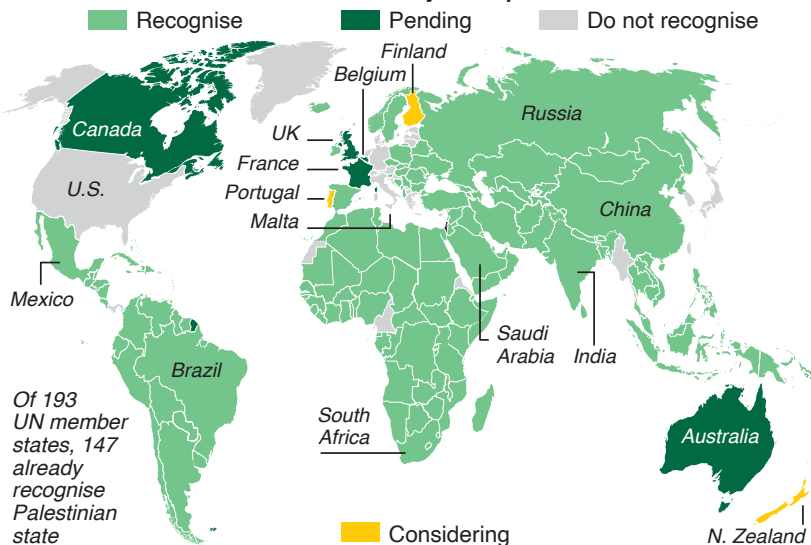 Recognise
Pending
Do not recognise
Finland
Belgium
Canada
Russia
UK
France
U.S.
Portugal
China
Malta
Mexico
Saudi
Arabia
India
Brazil
Of 193
UN member
states, 147
already
recognise
Palestinian
state
South
Africa
Australia
Considering
N. Zealand